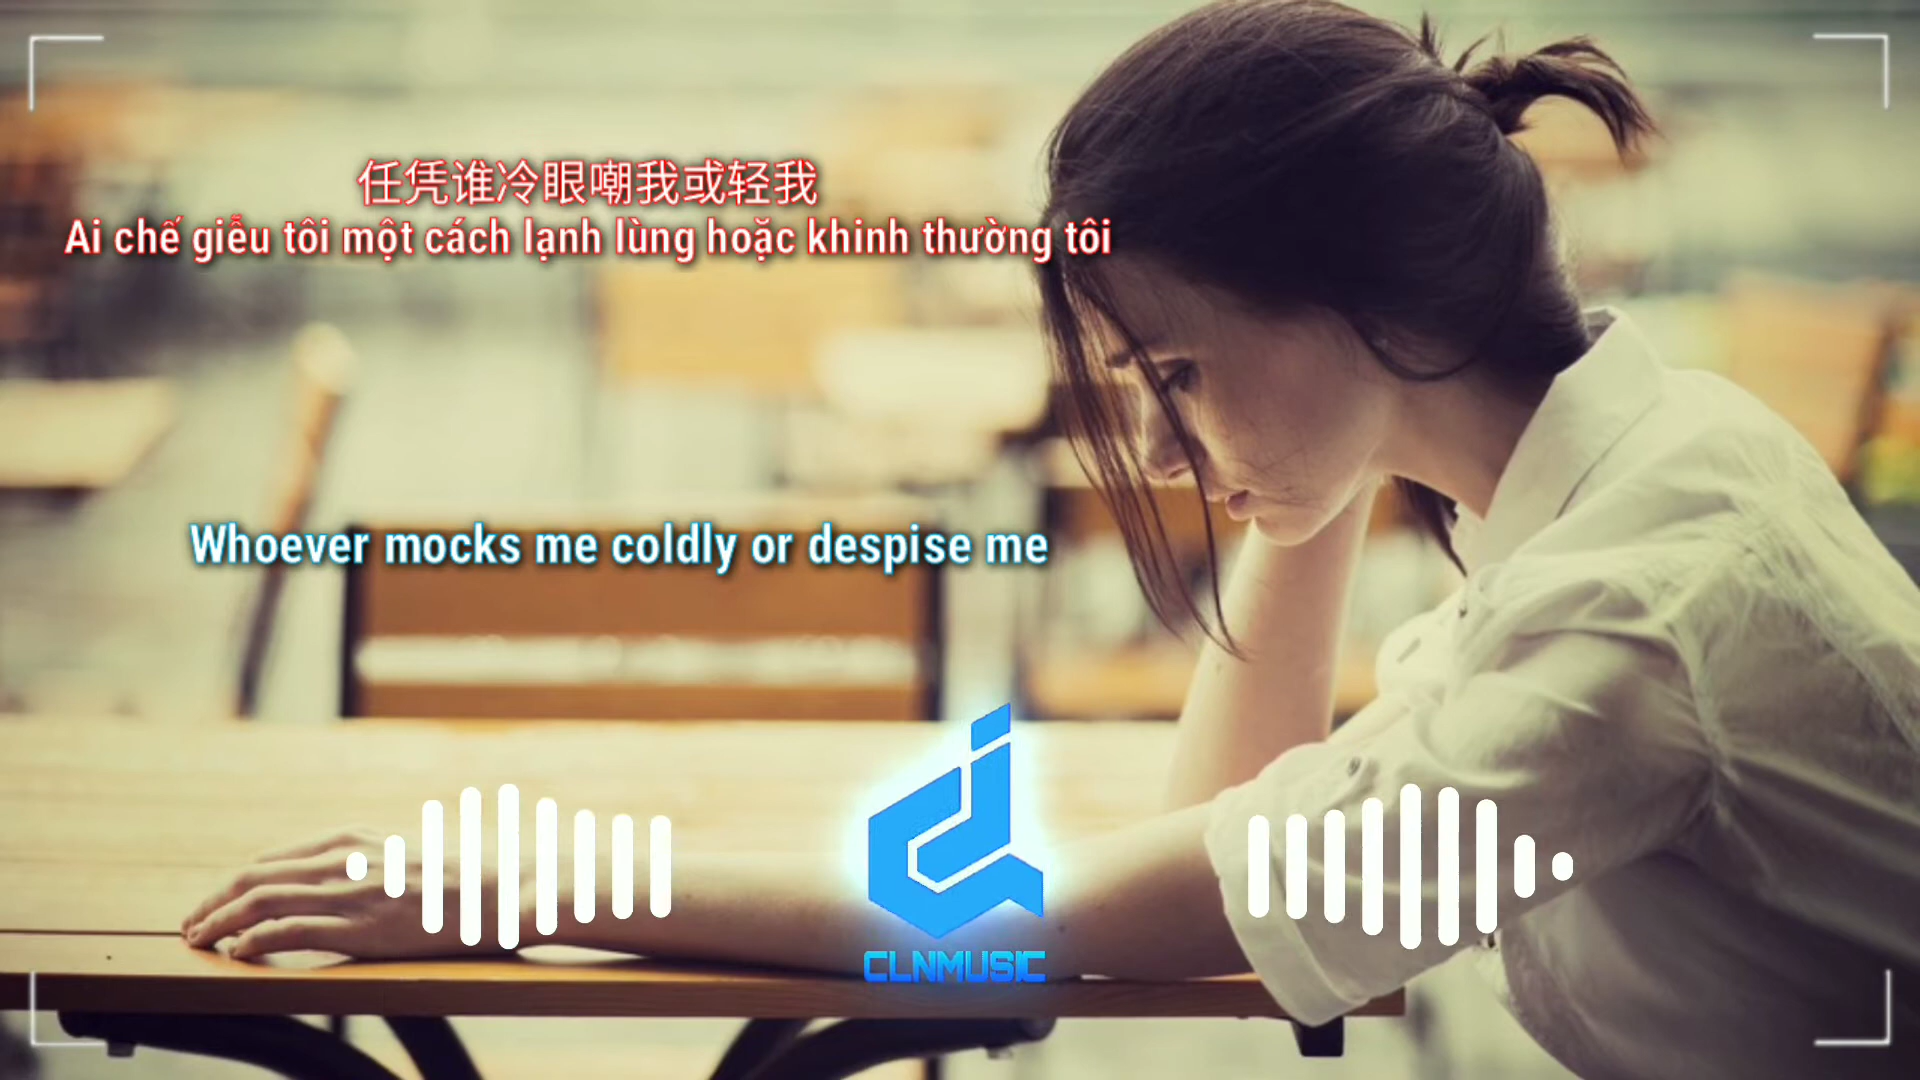 任凭谁冷眼嘲我或轻我
Ai chế giễu tôi một cách lạnh lùng hoặc khinh thường tôi
Whoever mocks me coldly or despise me
CLNMUSIC